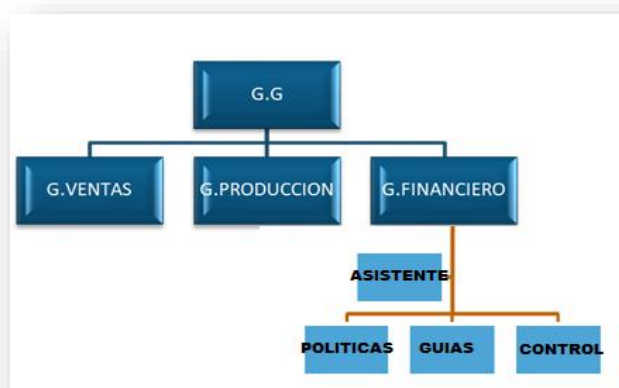 G.G
G.VENTAS
G.PRODUCCION
G.FINANCIERO
ASISTENTE
POLITICAS
GUIAS
CONTROL